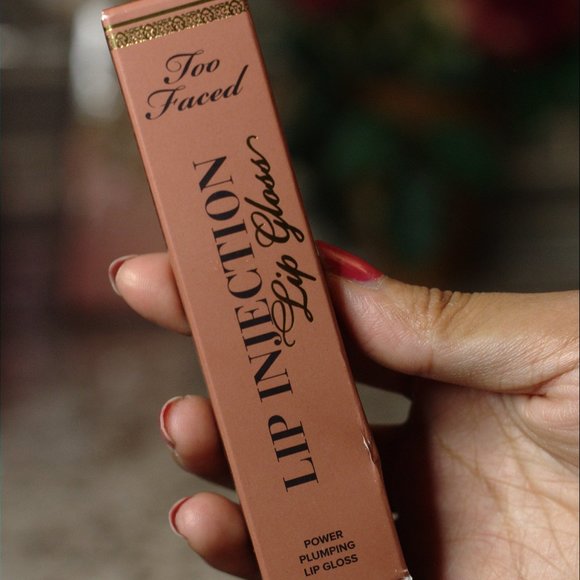 Too
Faced
LIP INJECTION
Lip Gloss
POWER
PLUMPING
LIP GLOSS